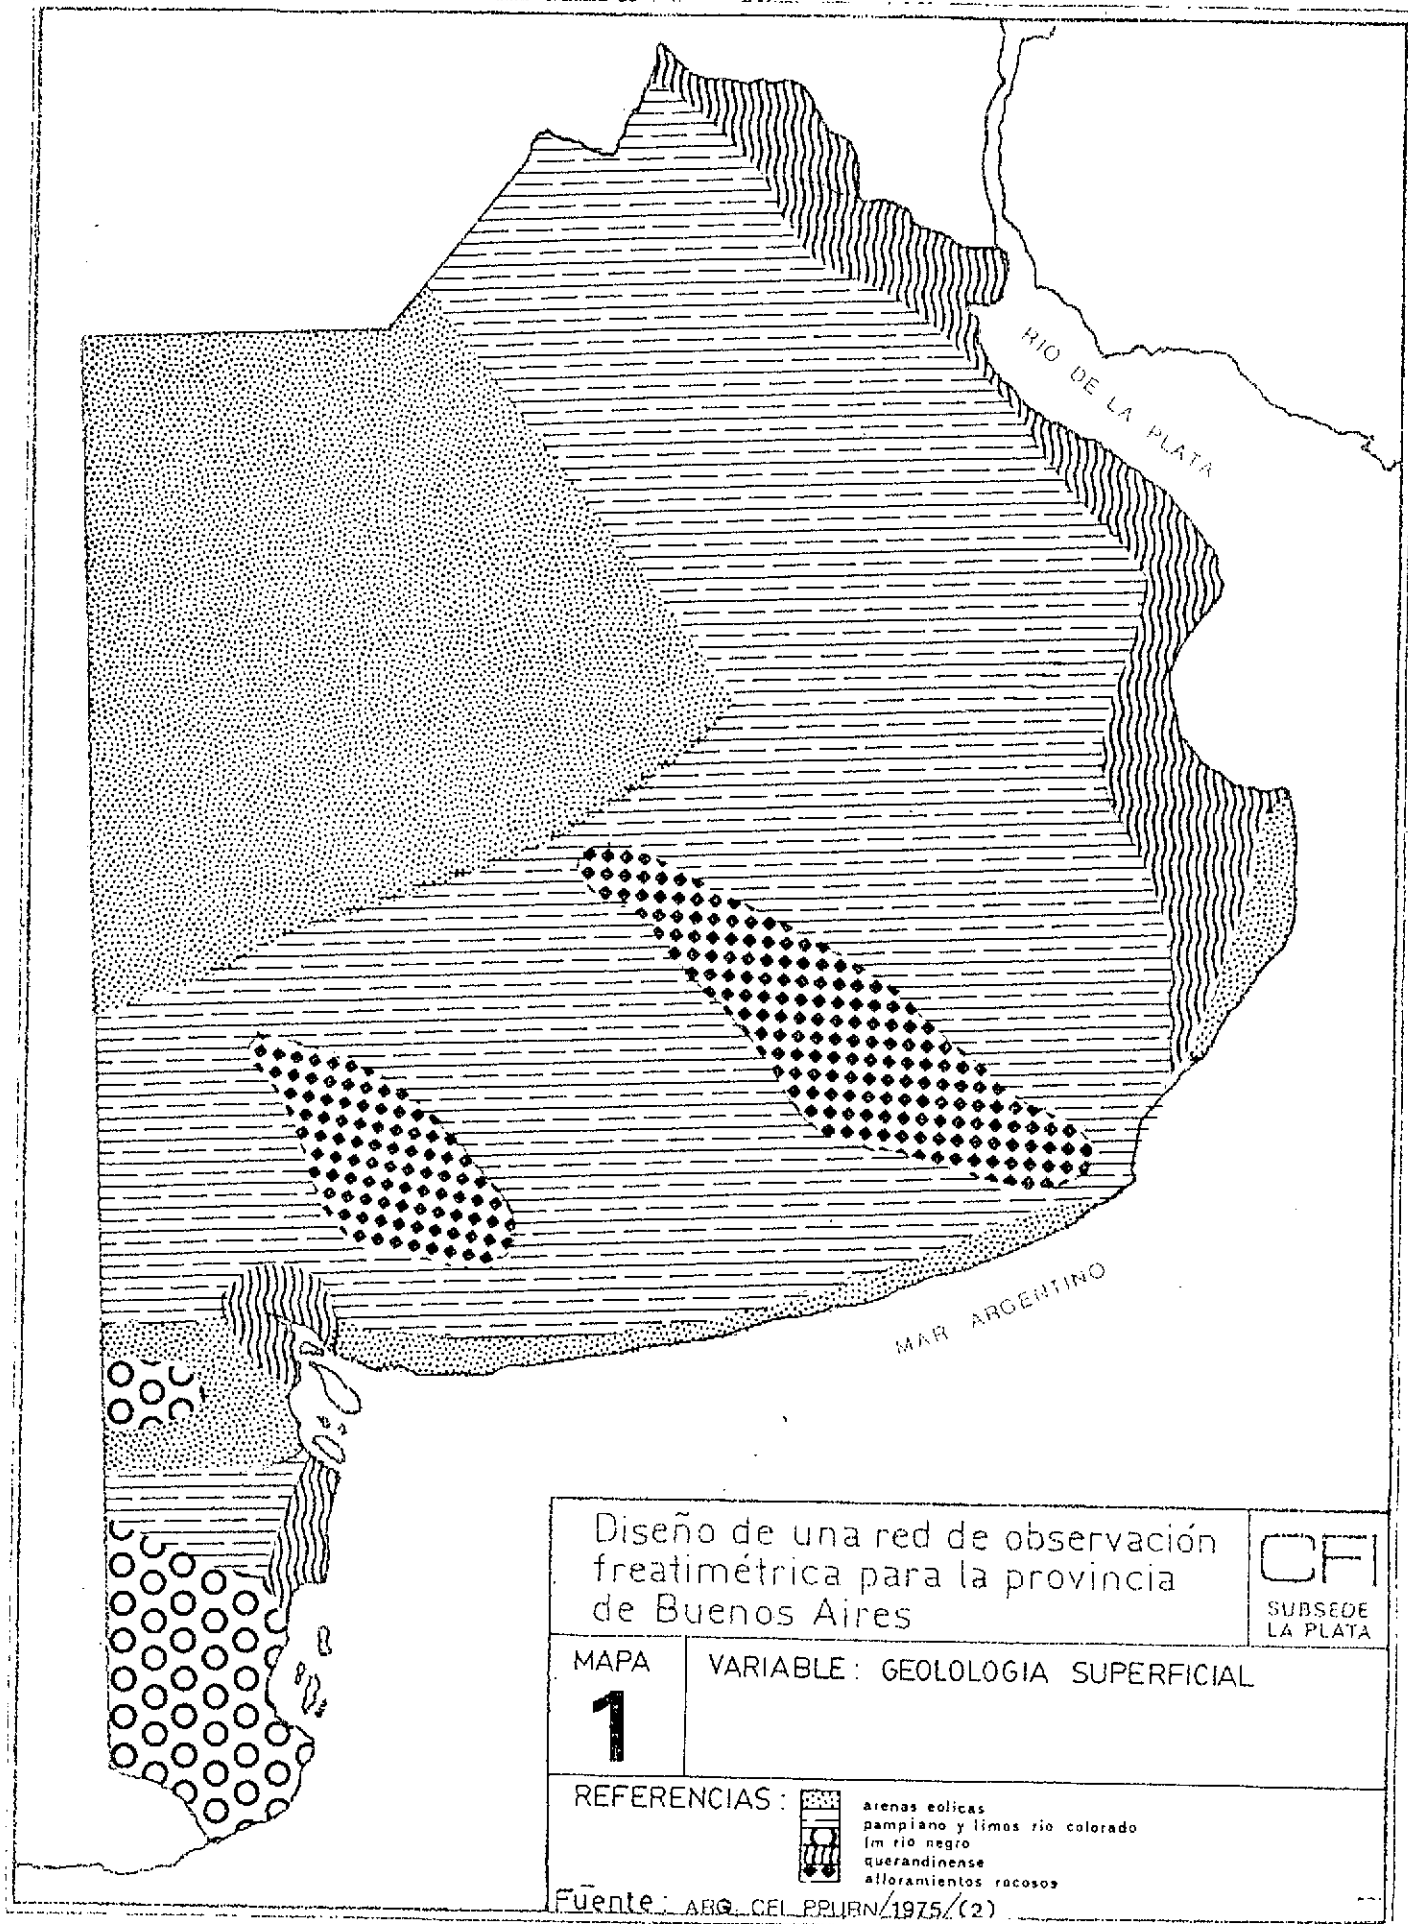 RIO DE LA PLATA
MAR ARGENTINO
Diseño de una red de observación
freatimétrica para la provincia
de Buenos Aires
CFI
SUBSEDE
LA PLATA
MAPA
1
VARIABLE: GEOLOLOGIA SUPERFICIAL
REFERENCIAS:
arenas eolicas
pampiano y limos rio colorado
fm rio negro
querandinense
afloramientos rocosos
Fuente: ARG. CFI PPURN/1975/(2)